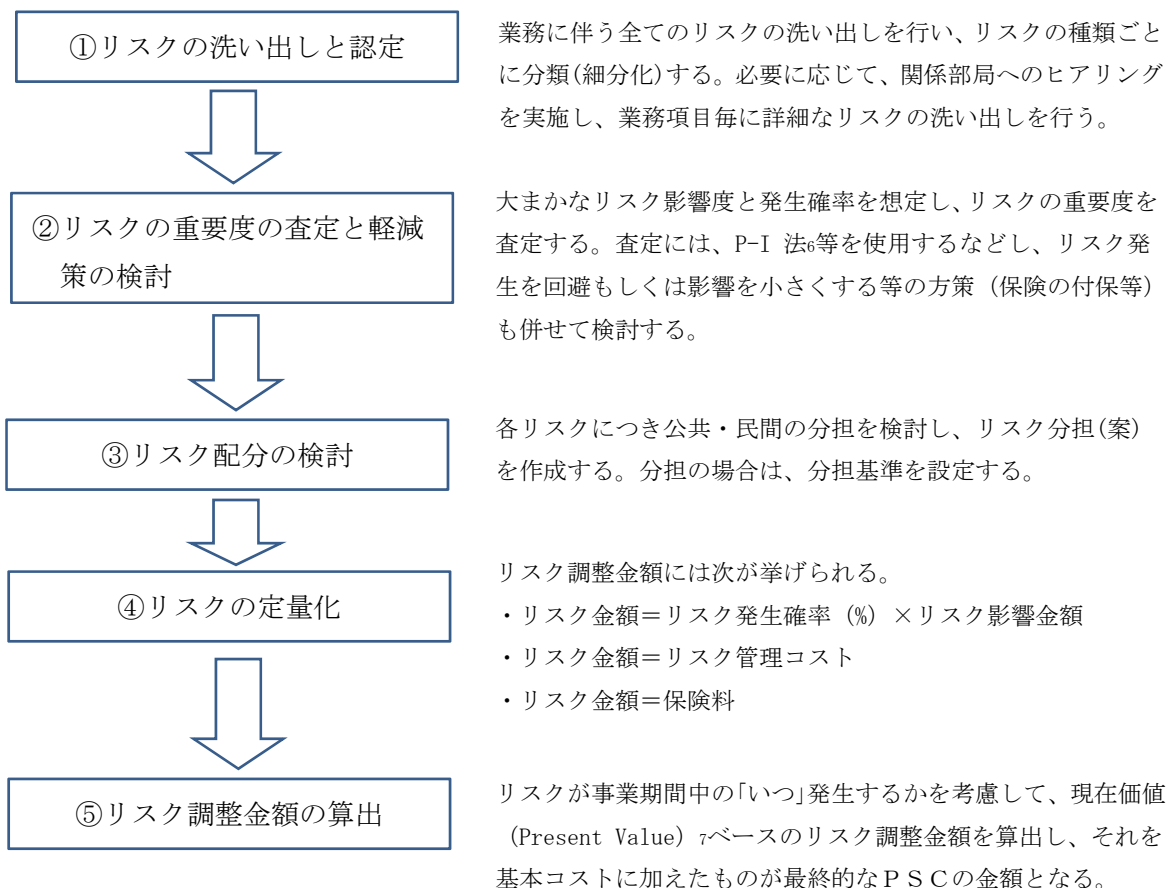 ①リスクの洗い出しと認定
業務に伴う全てのリスクの洗い出しを行い、リスクの種類ごと
に分類(細分化)する。必要に応じて、関係部局へのヒアリング
を実施し、業務項目毎に詳細なリスクの洗い出しを行う。
②リスクの重要度の査定と軽減
策の検討
大まかなリスク影響度と発生確率を想定し、リスクの重要度を
査定する。査定には、P-I 法6等を使用するなどし、リスク発
生を回避もしくは影響を小さくする等の方策（保険の付保等）
も併せて検討する。
③リスク配分の検討
各リスクにつき公共・民間の分担を検討し、リスク分担(案)
を作成する。分担の場合は、分担基準を設定する。
④リスクの定量化
リスク調整金額には次が挙げられる。
・リスク金額＝リスク発生確率（%）×リスク影響金額
・リスク金額＝リスク管理コスト
・リスク金額＝保険料
⑤リスク調整金額の算出
リスクが事業期間中の「いつ」発生するかを考慮して、現在価値
（Present Value）7ベースのリスク調整金額を算出し、それを
基本コストに加えたものが最終的なＰＳＣの金額となる。